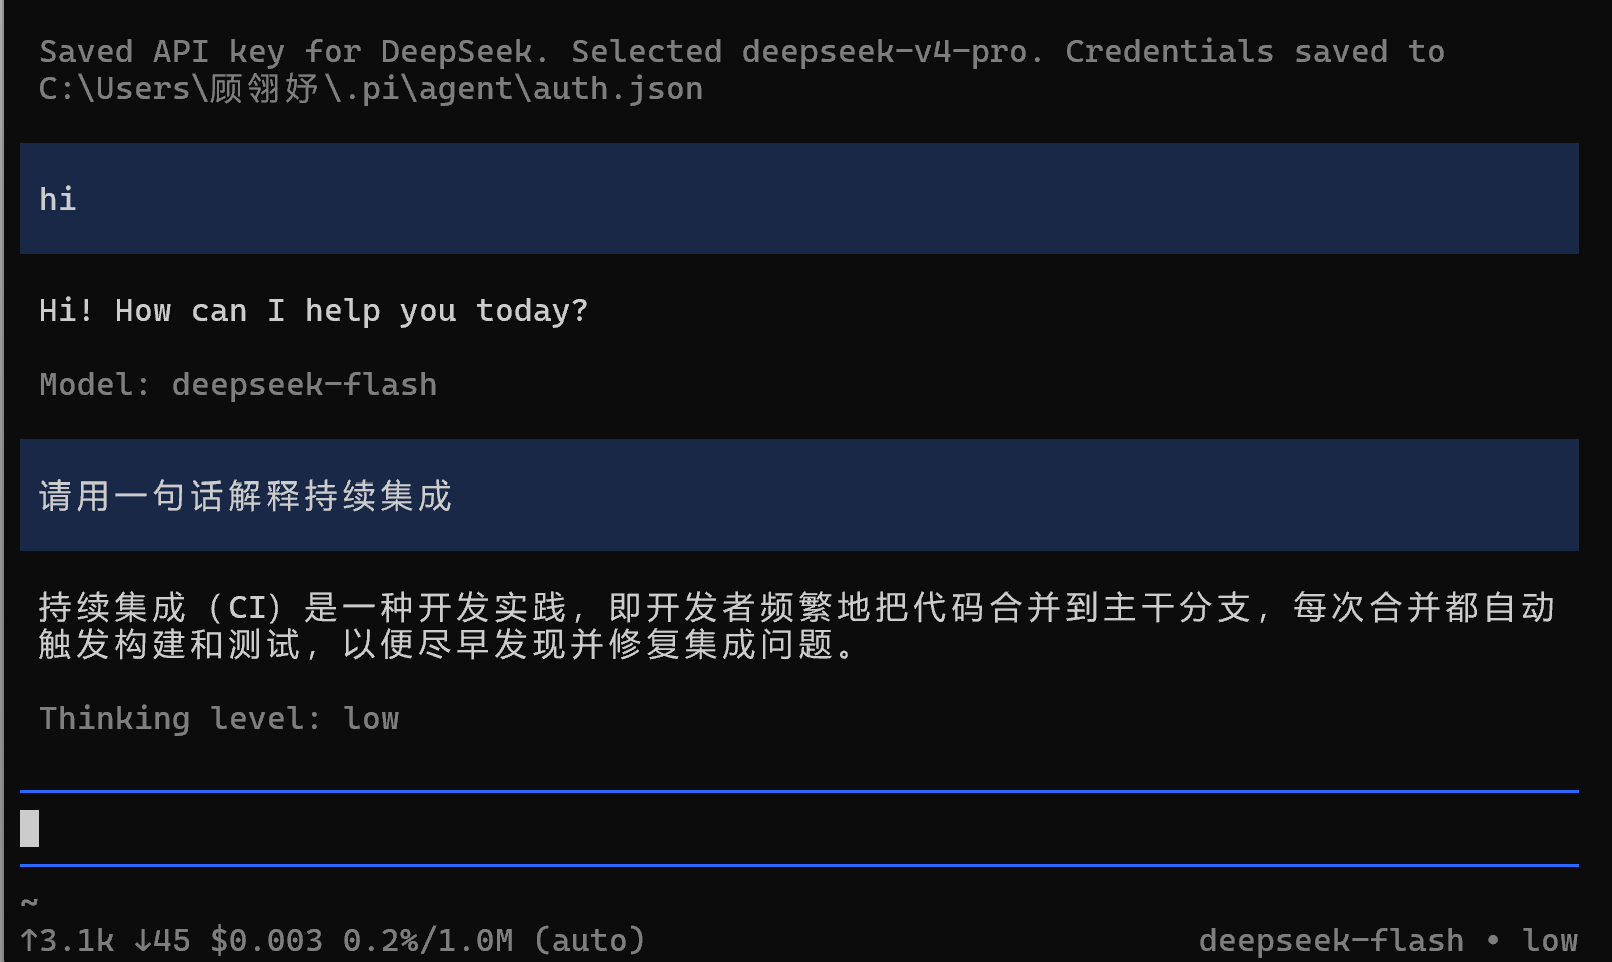 Saved API key for DeepSeek. Selected deepseek-v4-pro. Credentials saved to
C:\Users\顾翎妤\.pi\agent\auth.json
hi
Hi! How can I help you today?
Model: deepseek-flash
请用一句话解释持续集成
持续集成（CI）是一种开发实践，即开发者频繁地把代码合并到主干分支，每次合并都自动
触发构建和测试，以便尽早发现并修复集成问题。
Thinking level: low
~
↑3.1k ↓45 $0.003 0.2%/1.0M (auto) deepseek-flash • low